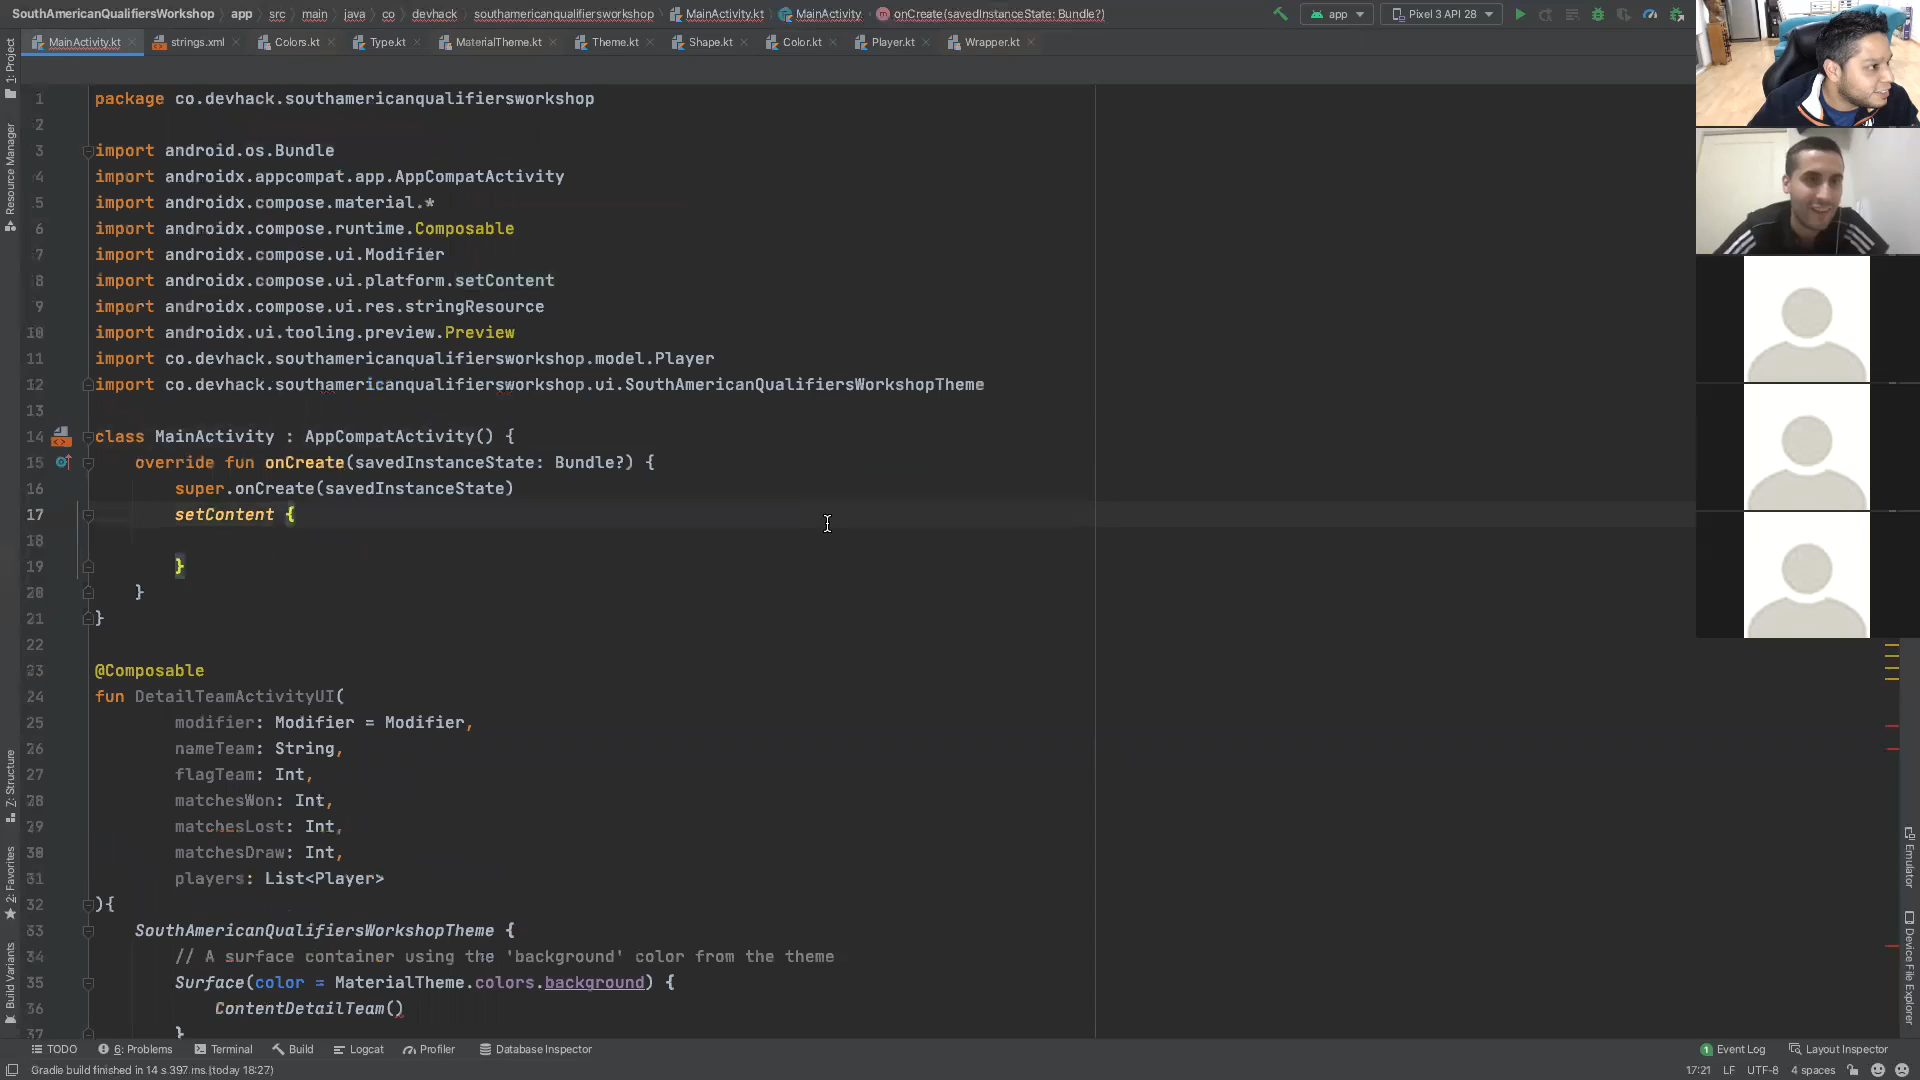 SouthAmericanQualifiersWorkshop app src main java co devhack southamericanqualifiersworkshop MainActivity.kt MainActivity onCreate(savedInstanceState: Bundle?) app Pixel 3 API 28
MainActivity.kt strings.xml Colors.kt Type.kt MaterialTheme.kt Theme.kt Shape.kt Color.kt Player.kt Wrapper.kt
1: Project
Resource Manager
Z: Structure
2: Favorites
Build Variants
1 package co.devhack.southamericanqualifiersworkshop
2
3 import android.os.Bundle
4 import androidx.appcompat.app.AppCompatActivity
5 import androidx.compose.material.*
6 import androidx.compose.runtime.Composable
7 import androidx.compose.ui.Modifier
8 import androidx.compose.ui.platform.setContent
9 import androidx.compose.ui.res.stringResource
10 import androidx.ui.tooling.preview.Preview
11 import co.devhack.southamericanqualifiersworkshop.model.Player
12 import co.devhack.southamericanqualifiersworkshop.ui.SouthAmericanQualifiersWorkshopTheme
13
14 class MainActivity : AppCompatActivity() {
15 override fun onCreate(savedInstanceState: Bundle?) {
16 super.onCreate(savedInstanceState)
17 setContent {
18
19 }
20 }
21 }
22
23 @Composable
24 fun DetailTeamActivityUI(
25 modifier: Modifier = Modifier,
26 nameTeam: String,
27 flagTeam: Int,
28 matchesWon: Int,
29 matchesLost: Int,
30 matchesDraw: Int,
31 players: List<Player>
32 ){
33 SouthAmericanQualifiersWorkshopTheme {
34 // A surface container using the 'background' color from the theme
35 Surface(color = MaterialTheme.colors.background) {
36 ContentDetailTeam()
37 }
Emulator
Device File Explorer
TODO 6: Problems Terminal Build Logcat Profiler Database Inspector 1 Event Log Layout Inspector
Gradle build finished in 14 s 397 ms (today 18:27) 17:21 LF UTF-8 4 spaces